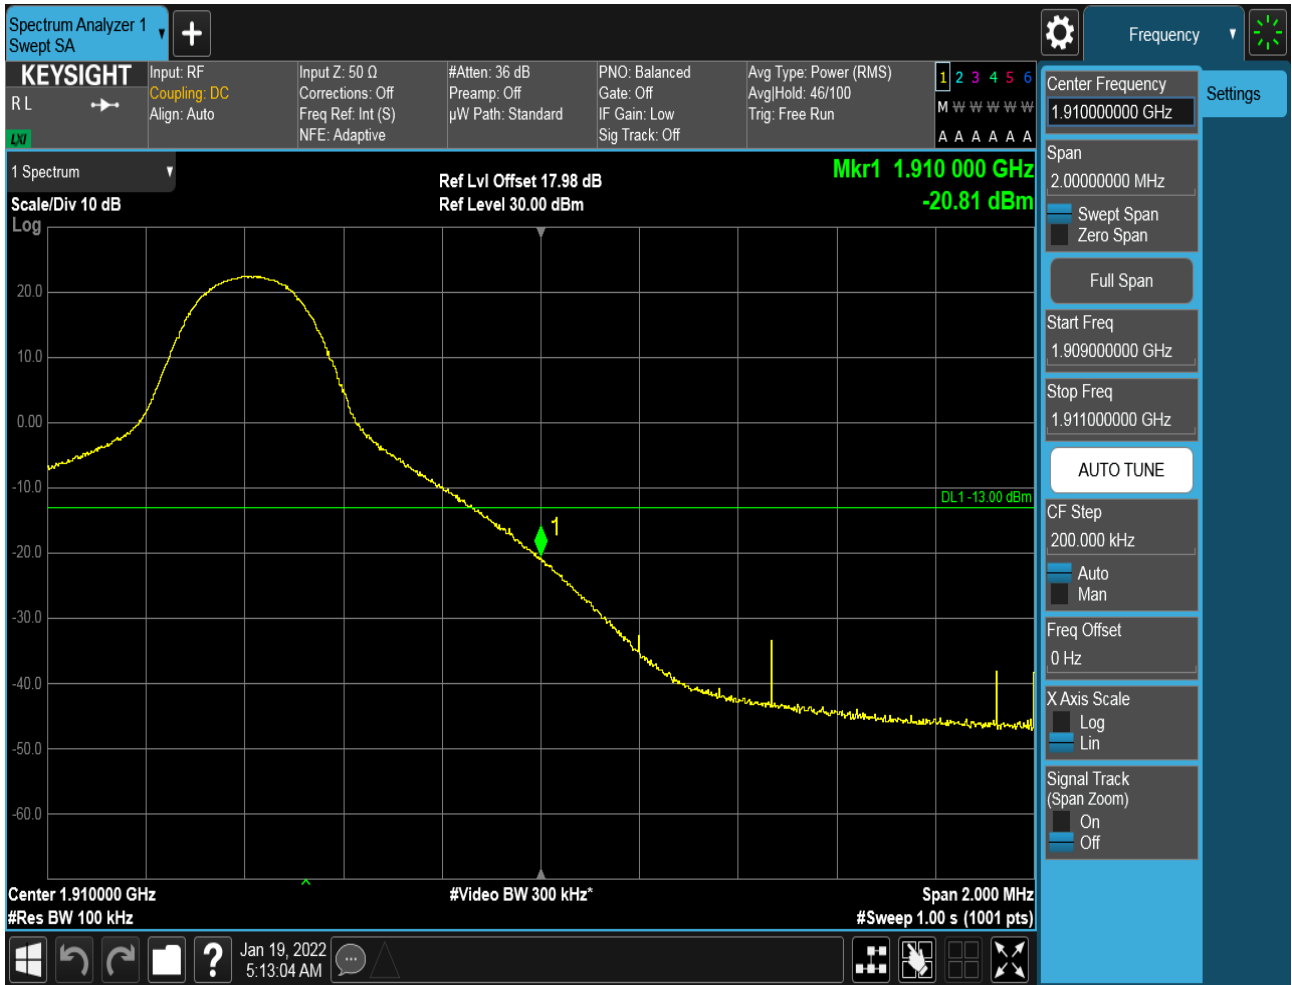 Spectrum Analyzer 1
Swept SA
Frequency
KEYSIGHT
R L
LXI
Input: RF
Coupling: DC
Align: Auto
Input Z: 50 Ω
Corrections: Off
Freq Ref: Int (S)
NFE: Adaptive
#Atten: 36 dB
Preamp: Off
µW Path: Standard
PNO: Balanced
Gate: Off
IF Gain: Low
Sig Track: Off
Avg Type: Power (RMS)
Avg|Hold: 46/100
Trig: Free Run
1 2 3 4 5 6
M W W W W W
A A A A A A
1 Spectrum
Scale/Div 10 dB
Log
Ref Lvl Offset 17.98 dB
Ref Level 30.00 dBm
Mkr1 1.910 000 GHz
-20.81 dBm
20.0
10.0
0.00
-10.0
-20.0
-30.0
-40.0
-50.0
-60.0
DL1 -13.00 dBm
1
Center 1.910000 GHz
#Res BW 100 kHz
#Video BW 300 kHz*
Span 2.000 MHz
#Sweep 1.00 s (1001 pts)
?
Jan 19, 2022
5:13:04 AM
Settings
Center Frequency
1.910000000 GHz
Span
2.00000000 MHz
Swept Span
Zero Span
Full Span
Start Freq
1.909000000 GHz
Stop Freq
1.911000000 GHz
AUTO TUNE
CF Step
200.000 kHz
Auto
Man
Freq Offset
0 Hz
X Axis Scale
Log
Lin
Signal Track
(Span Zoom)
On
Off